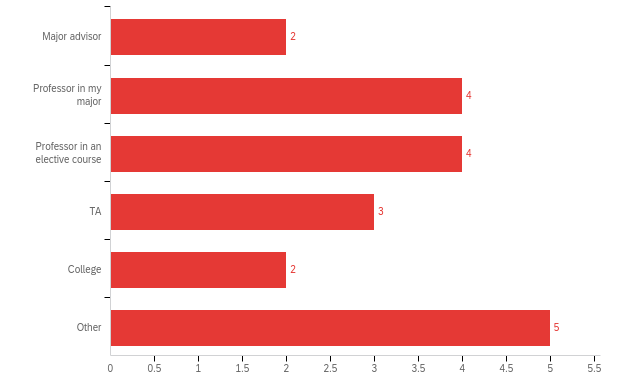 Major advisor
2
Professor in my
major
4
Professor in an
elective course
4
TA
3
College
2
Other
5
0 0.5 1 1.5 2 2.5 3 3.5 4 4.5 5 5.5